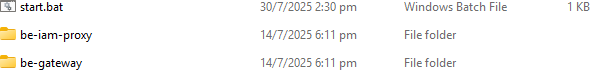 start.bat 30/7/2025 2:30 pm Windows Batch File 1 KB
be-iam-proxy 14/7/2025 6:11 pm File folder
be-gateway 14/7/2025 6:11 pm File folder